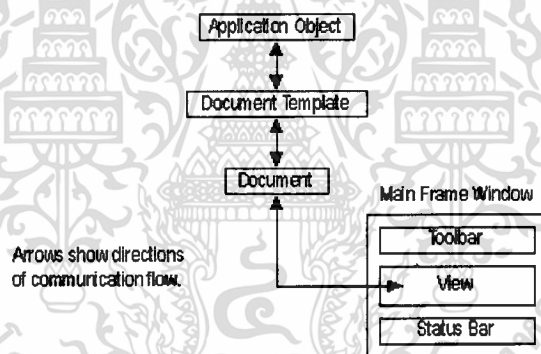 Application Object
Document Template
Document
Main Frame Window
Toolbar
Arrows show directions
of communication flow.
View
Status Bar